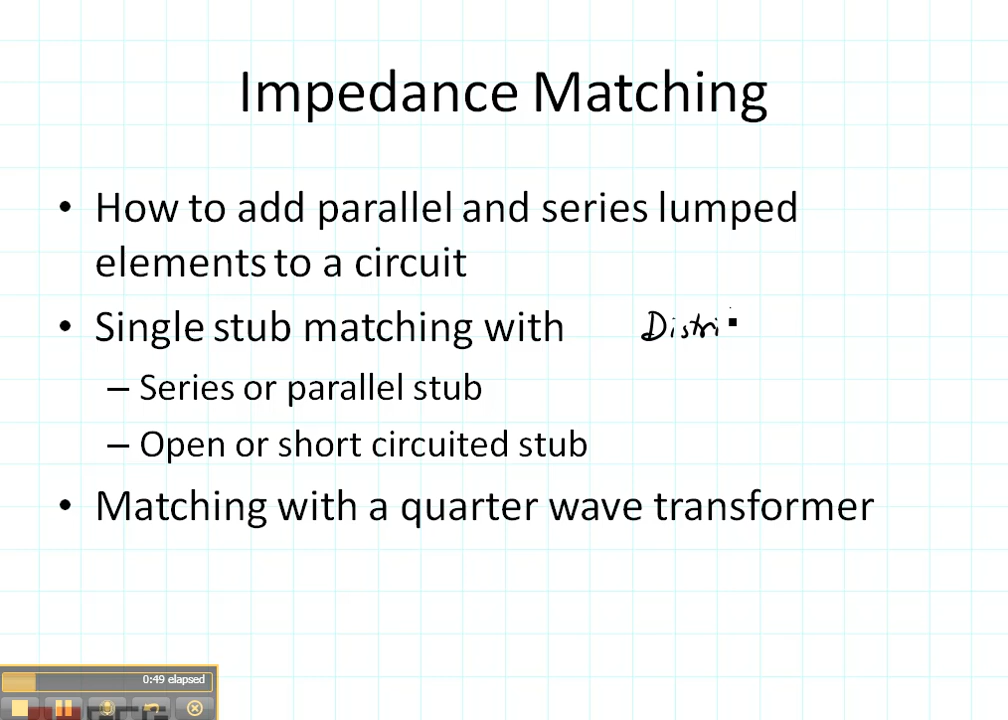 Impedance Matching
• How to add parallel and series lumped
elements to a circuit
• Single stub matching with Distri
– Series or parallel stub
– Open or short circuited stub
• Matching with a quarter wave transformer
0:49 elapsed